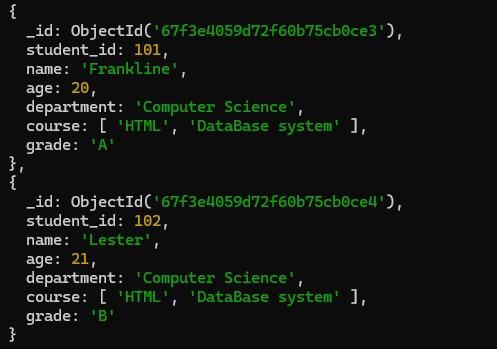 {
  _id: ObjectId('67f3e4059d72f60b75cb0ce3'),
  student_id: 101,
  name: 'Frankline',
  age: 20,
  department: 'Computer Science',
  course: [ 'HTML', 'DataBase system' ],
  grade: 'A'
},
{
  _id: ObjectId('67f3e4059d72f60b75cb0ce4'),
  student_id: 102,
  name: 'Lester',
  age: 21,
  department: 'Computer Science',
  course: [ 'HTML', 'DataBase system' ],
  grade: 'B'
}